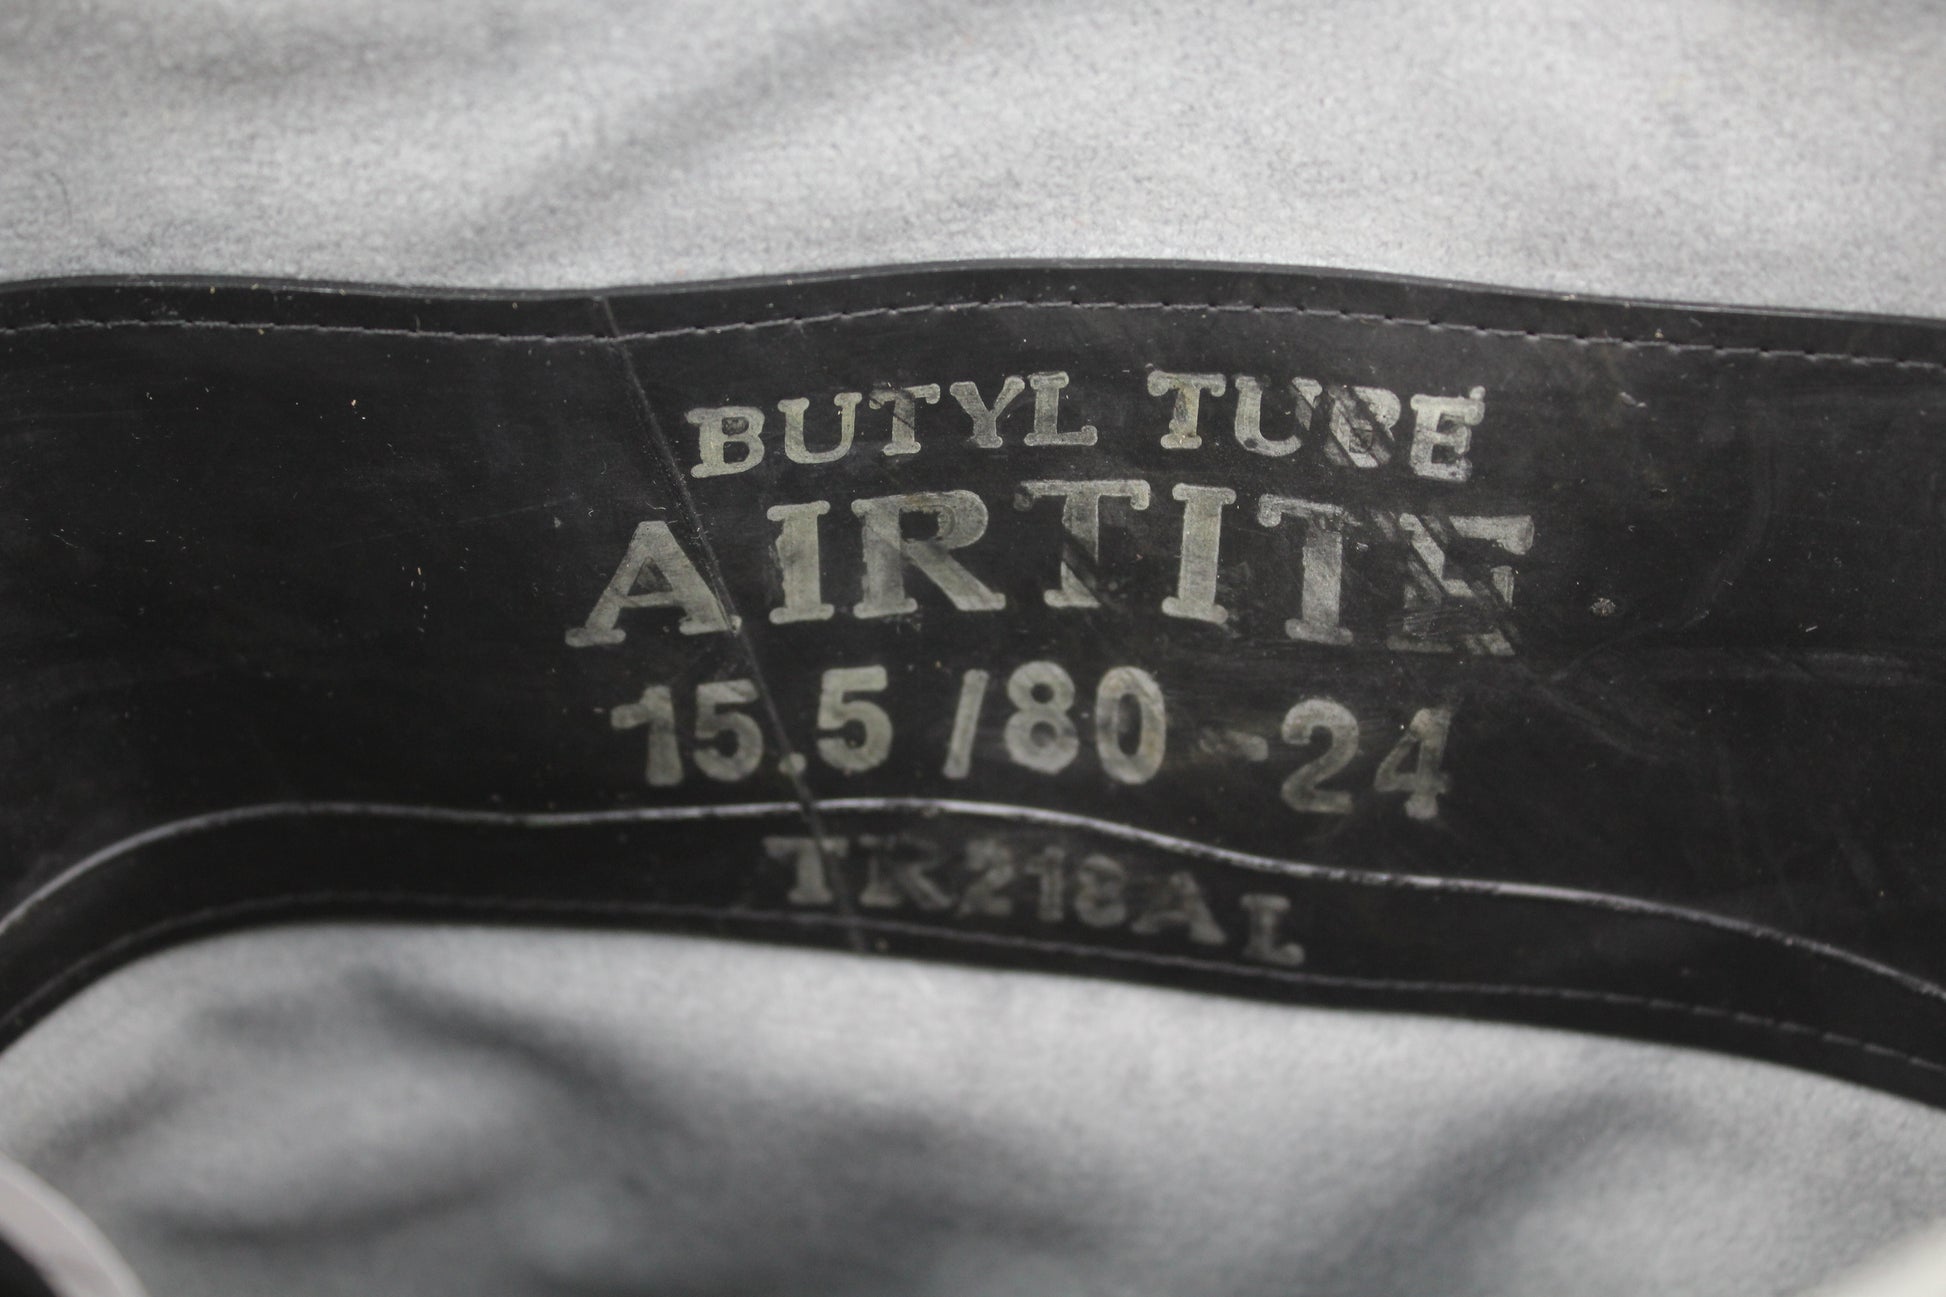 BUTYL TUBE
AIRTITE
15.5/80-24
TR218AL